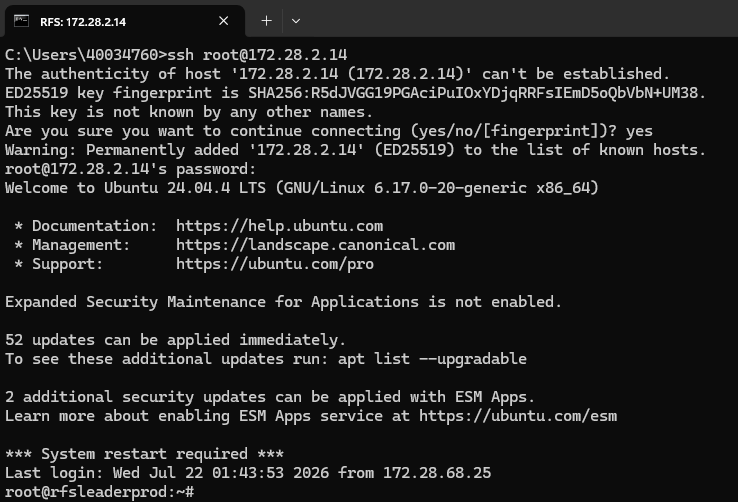 RFS: 172.28.2.14
C:\Users\40034760>ssh root@172.28.2.14
The authenticity of host '172.28.2.14 (172.28.2.14)' can't be established.
ED25519 key fingerprint is SHA256:R5dJVGG19PGAciPuIOxYDjqRRFsIEmD5oQbVbN+UM38.
This key is not known by any other names.
Are you sure you want to continue connecting (yes/no/[fingerprint])? yes
Warning: Permanently added '172.28.2.14' (ED25519) to the list of known hosts.
root@172.28.2.14's password:
Welcome to Ubuntu 24.04.4 LTS (GNU/Linux 6.17.0-20-generic x86_64)
* Documentation:  https://help.ubuntu.com
* Management:     https://landscape.canonical.com
* Support:        https://ubuntu.com/pro
Expanded Security Maintenance for Applications is not enabled.
52 updates can be applied immediately.
To see these additional updates run: apt list --upgradable
2 additional security updates can be applied with ESM Apps.
Learn more about enabling ESM Apps service at https://ubuntu.com/esm
*** System restart required ***
Last login: Wed Jul 22 01:43:53 2026 from 172.28.68.25
root@rfsleaderprod:~#